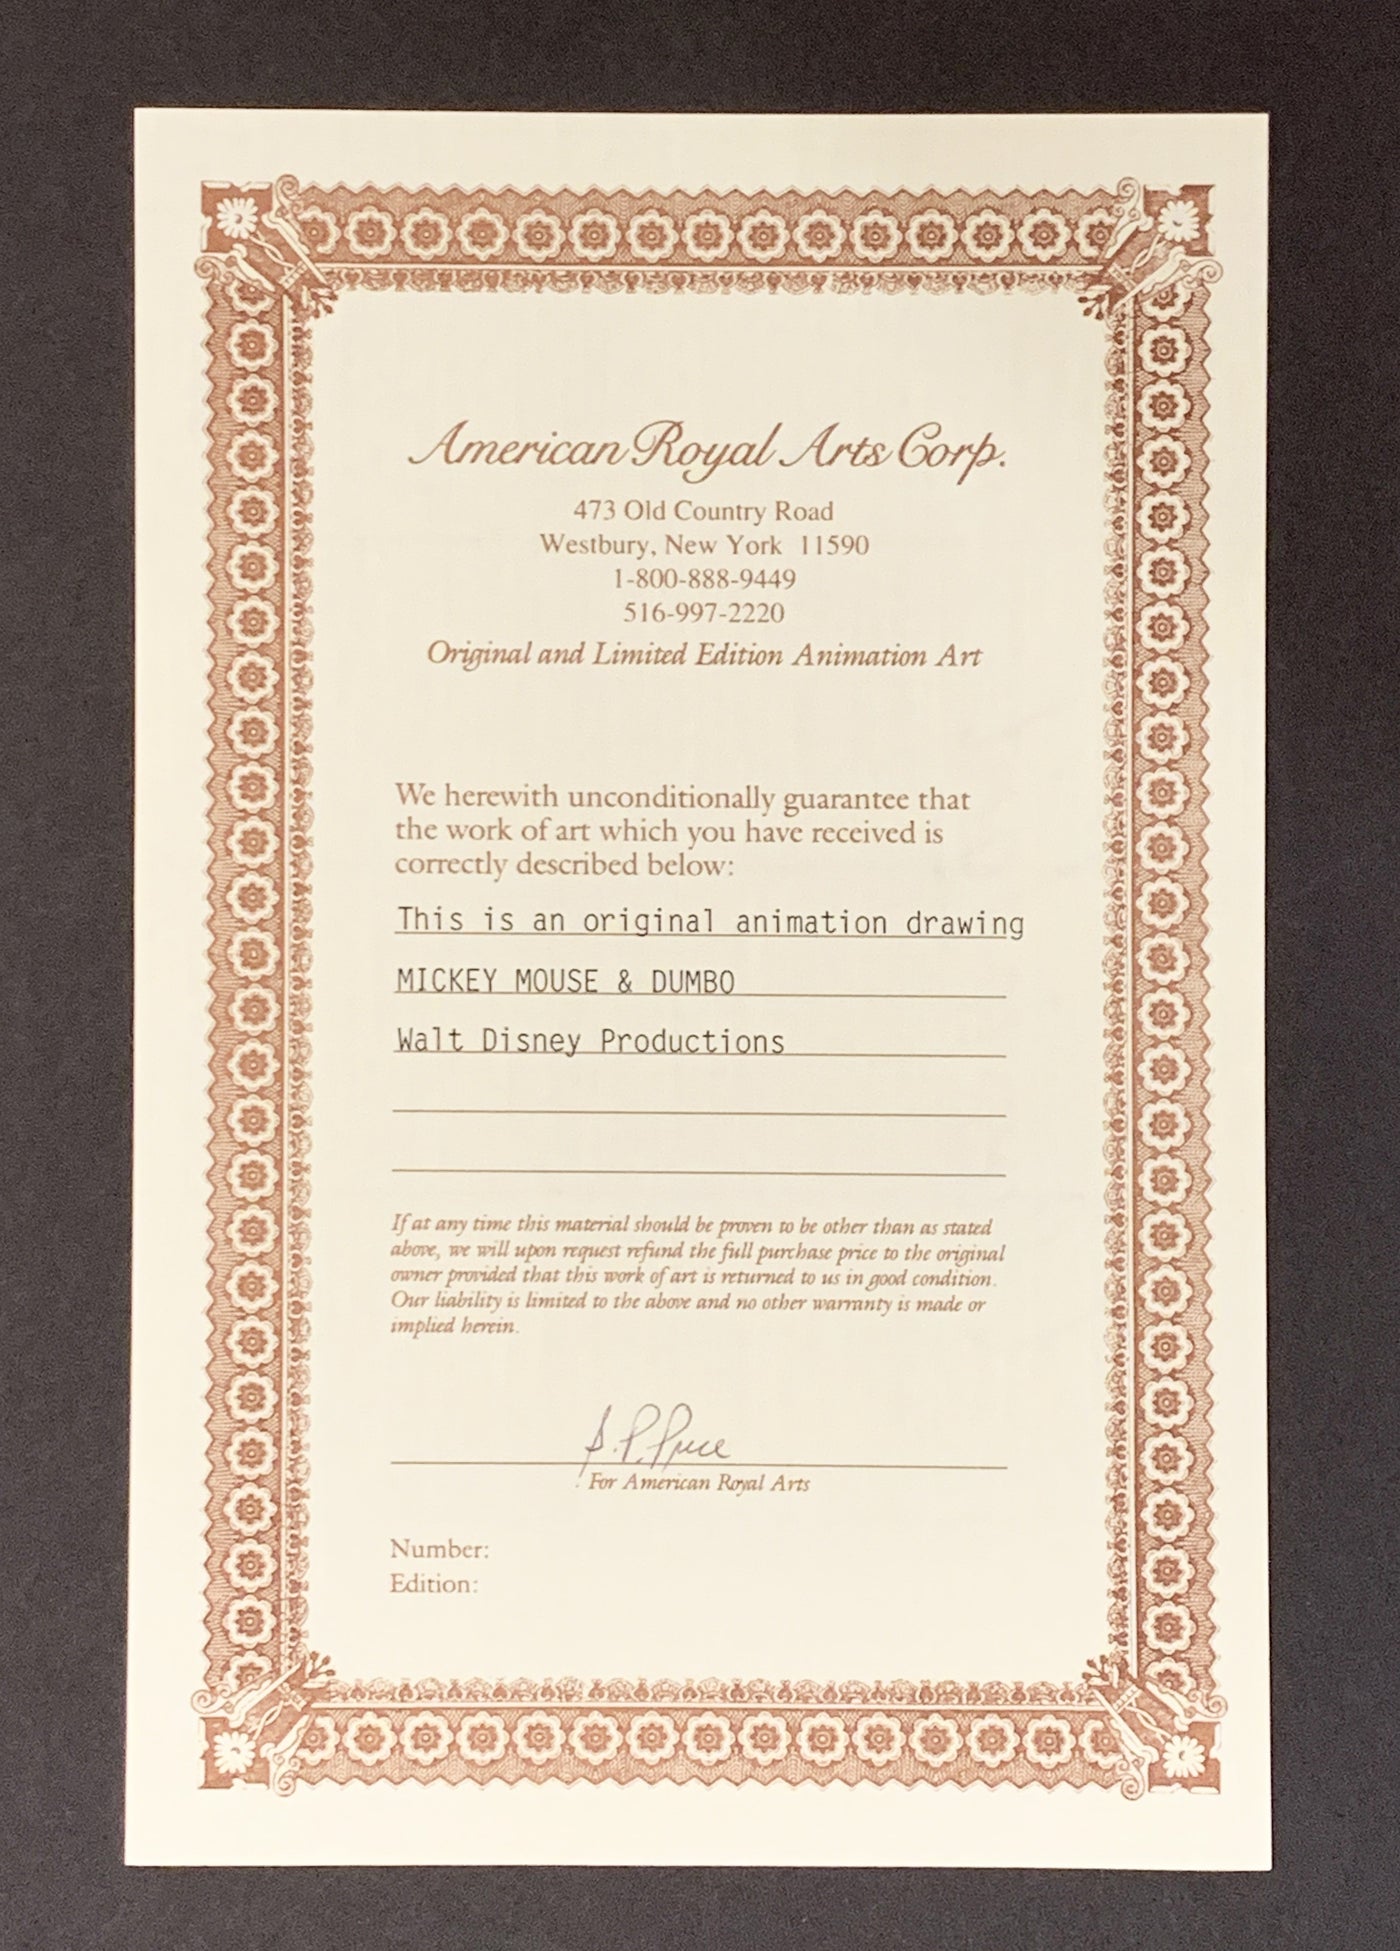 American Royal Arts Corp.
473 Old Country Road
Westbury, New York 11590
1-800-888-9449
516-997-2220
Original and Limited Edition Animation Art
We herewith unconditionally guarantee that
the work of art which you have received is
correctly described below:
This is an original animation drawing
MICKEY MOUSE & DUMBO
Walt Disney Productions
If at any time this material should be proven to be other than as stated
above, we will upon request refund the full purchase price to the original
owner provided that this work of art is returned to us in good condition.
Our liability is limited to the above and no other warranty is made or
implied herein.
For American Royal Arts
Number:
Edition: